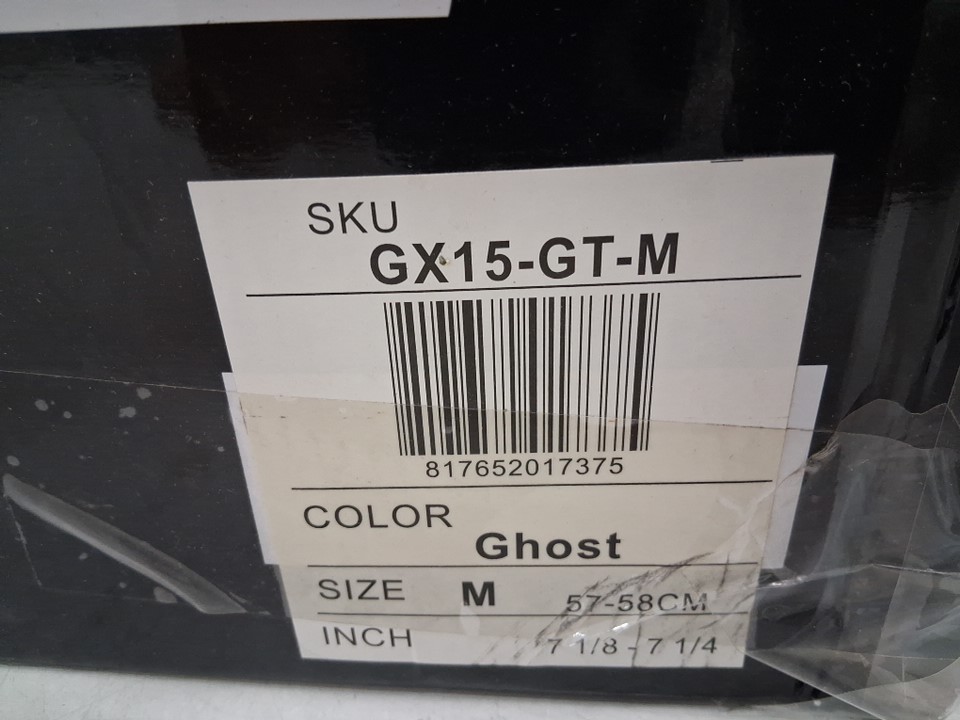 SKU
GX15-GT-M
817652017375
COLOR
Ghost
SIZE M 57-58CM
INCH 7 1/8 - 7 1/4